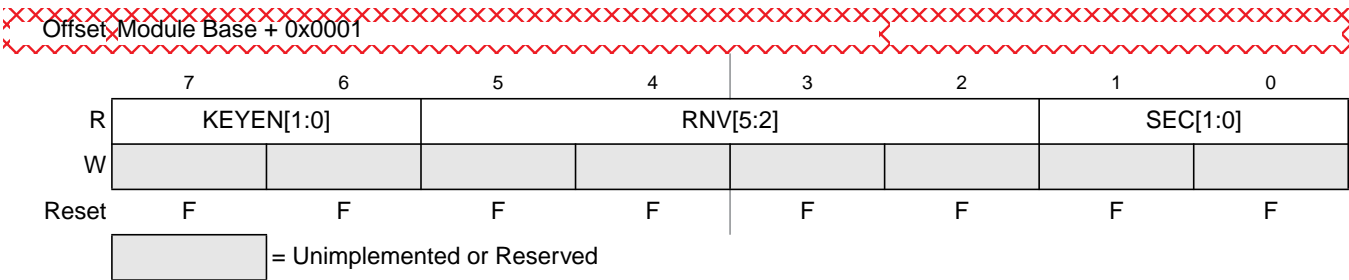 Offset Module Base + 0x0001
7 6 5 4 3 2 1 0
R KEYEN[1:0] RNV[5:2] SEC[1:0]
W
Reset F F F F F F F F
= Unimplemented or Reserved